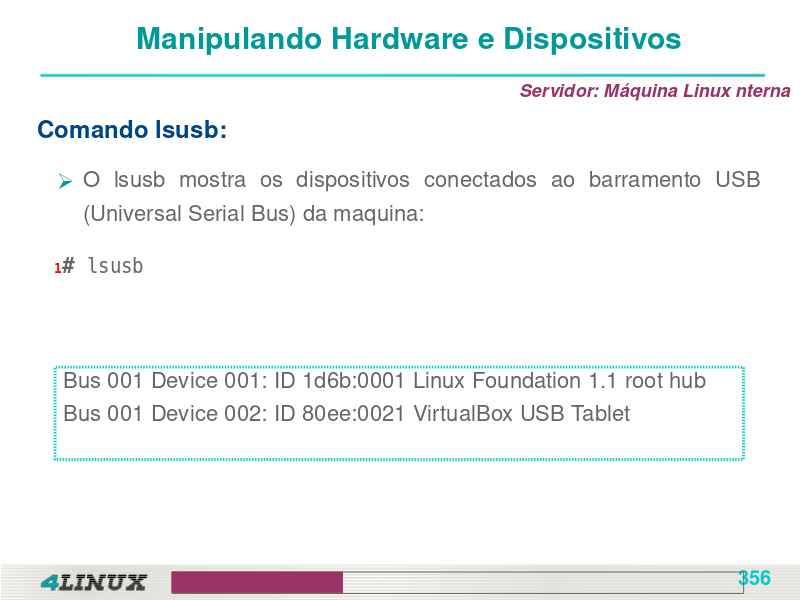 Manipulando Hardware e Dispositivos
Servidor: Máquina Linux nterna
Comando lsusb:
O lsusb mostra os dispositivos conectados ao barramento USB
(Universal Serial Bus) da maquina:
1# lsusb
Bus 001 Device 001: ID 1d6b:0001 Linux Foundation 1.1 root hub
Bus 001 Device 002: ID 80ee:0021 VirtualBox USB Tablet
4LINUX
356